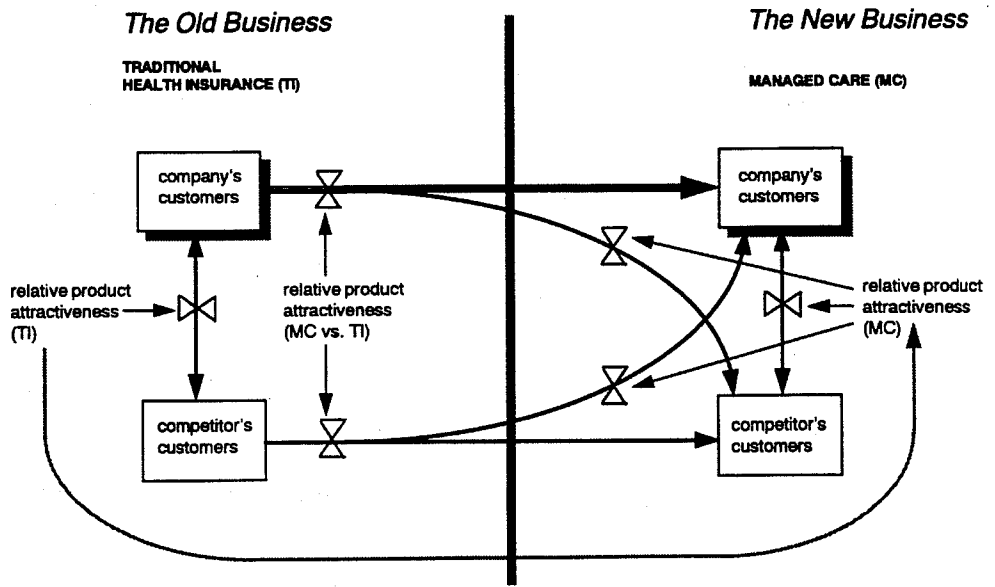 The Old Business
The New Business
TRADITIONAL
HEALTH INSURANCE (TI)
MANAGED CARE (MC)
company's
customers
company's
customers
relative product
attractiveness
(TI)
relative product
attractiveness
(MC vs. TI)
relative product
attractiveness
(MC)
competitor's
customers
competitor's
customers